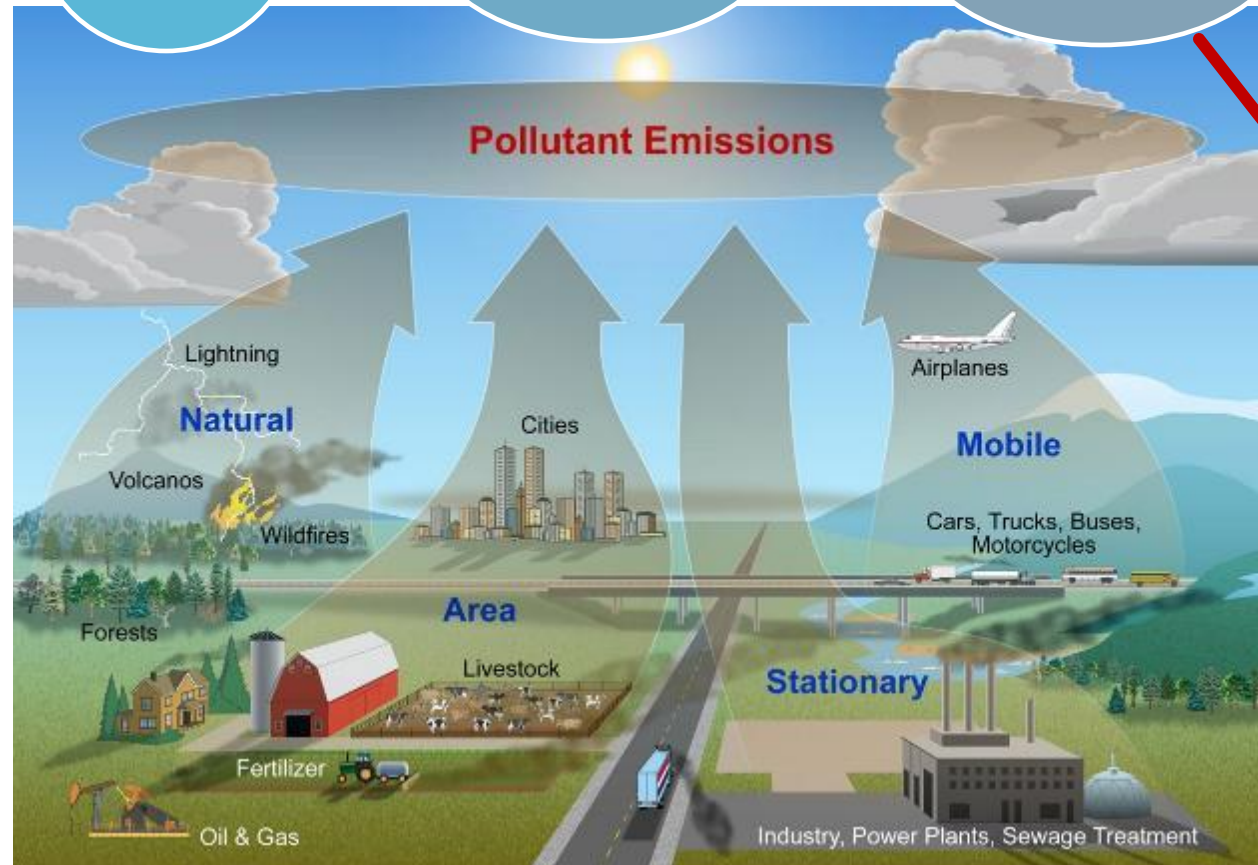 Pollutant Emissions
Lightning
Natural
Volcanos
Wildfires
Forests
Cities
Area
Livestock
Fertilizer
Oil & Gas
Airplanes
Mobile
Cars, Trucks, Buses,
Motorcycles
Stationary
Industry, Power Plants, Sewage Treatment